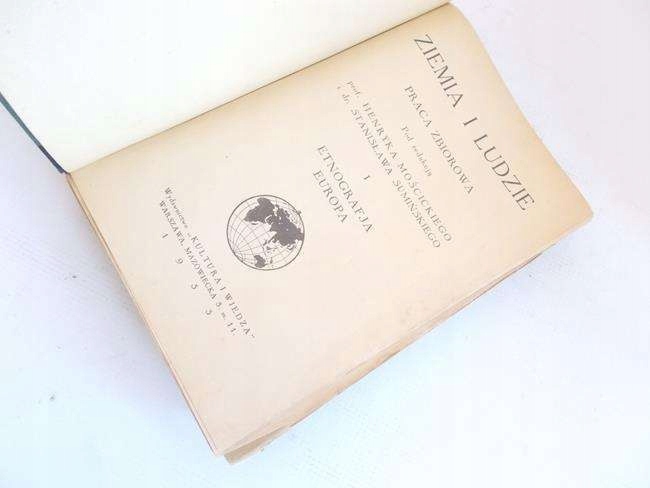 ZIEMIA I LUDZIE
PRACA ZBIOROWA
Pod redakcją
prof. HENRYKA MOŚCICKIEGO
i dr. STANISŁAWA SUMIŃSKIEGO
I
ETNOGRAFJA
EUROPA
Wydawnictwo „KULTURA I WIEDZA”
WARSZAWA, MAZOWIECKA 5 m. 11.
1933